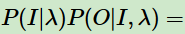 P(I|λ)P(O|I, λ) =